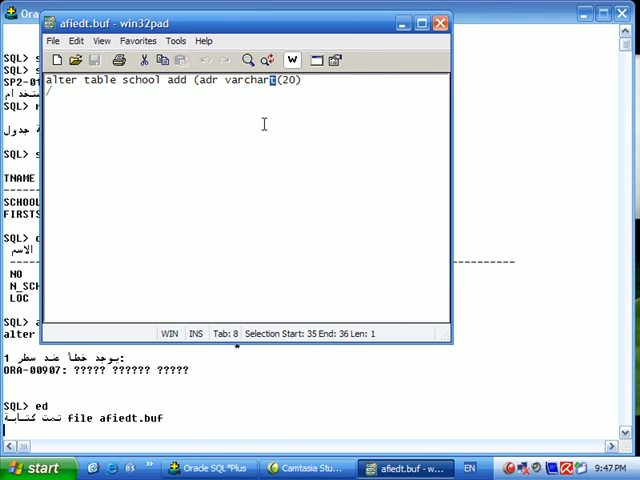 Ora
afiedt.buf - win32pad
File Edit View Favorites Tools Help
W
alter table school add (adr varchart(20)
/
SQL> s
SQL> s
SP2-01
ستخدام
SQL> r
ة جدول
SQL> s
TNAME
SCHOOL
FIRSTS
SQL> d
الاسم
NO
N_SCH
LOC
SQL> a
alter
*
يوجد خطأ عند سطر 1:
ORA-00907: ????? ?????? ?????
SQL> ed
تمت كتابة file afiedt.buf
WIN INS Tab: 8 Selection Start: 35 End: 36 Len: 1
start
Oracle SQL*Plus
Camtasia Stu...
afiedt.buf - w...
EN
9:47 PM